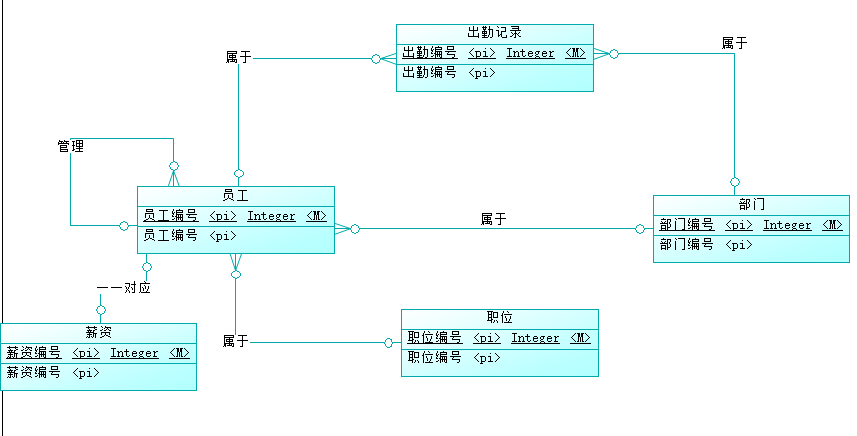 出勤记录
出勤编号 <pi> Integer <M>
出勤编号 <pi>
属于
属于
管理
员工
员工编号 <pi> Integer <M>
员工编号 <pi>
属于
部门
部门编号 <pi> Integer <M>
部门编号 <pi>
一一对应
薪资
薪资编号 <pi> Integer <M>
薪资编号 <pi>
属于
职位
职位编号 <pi> Integer <M>
职位编号 <pi>